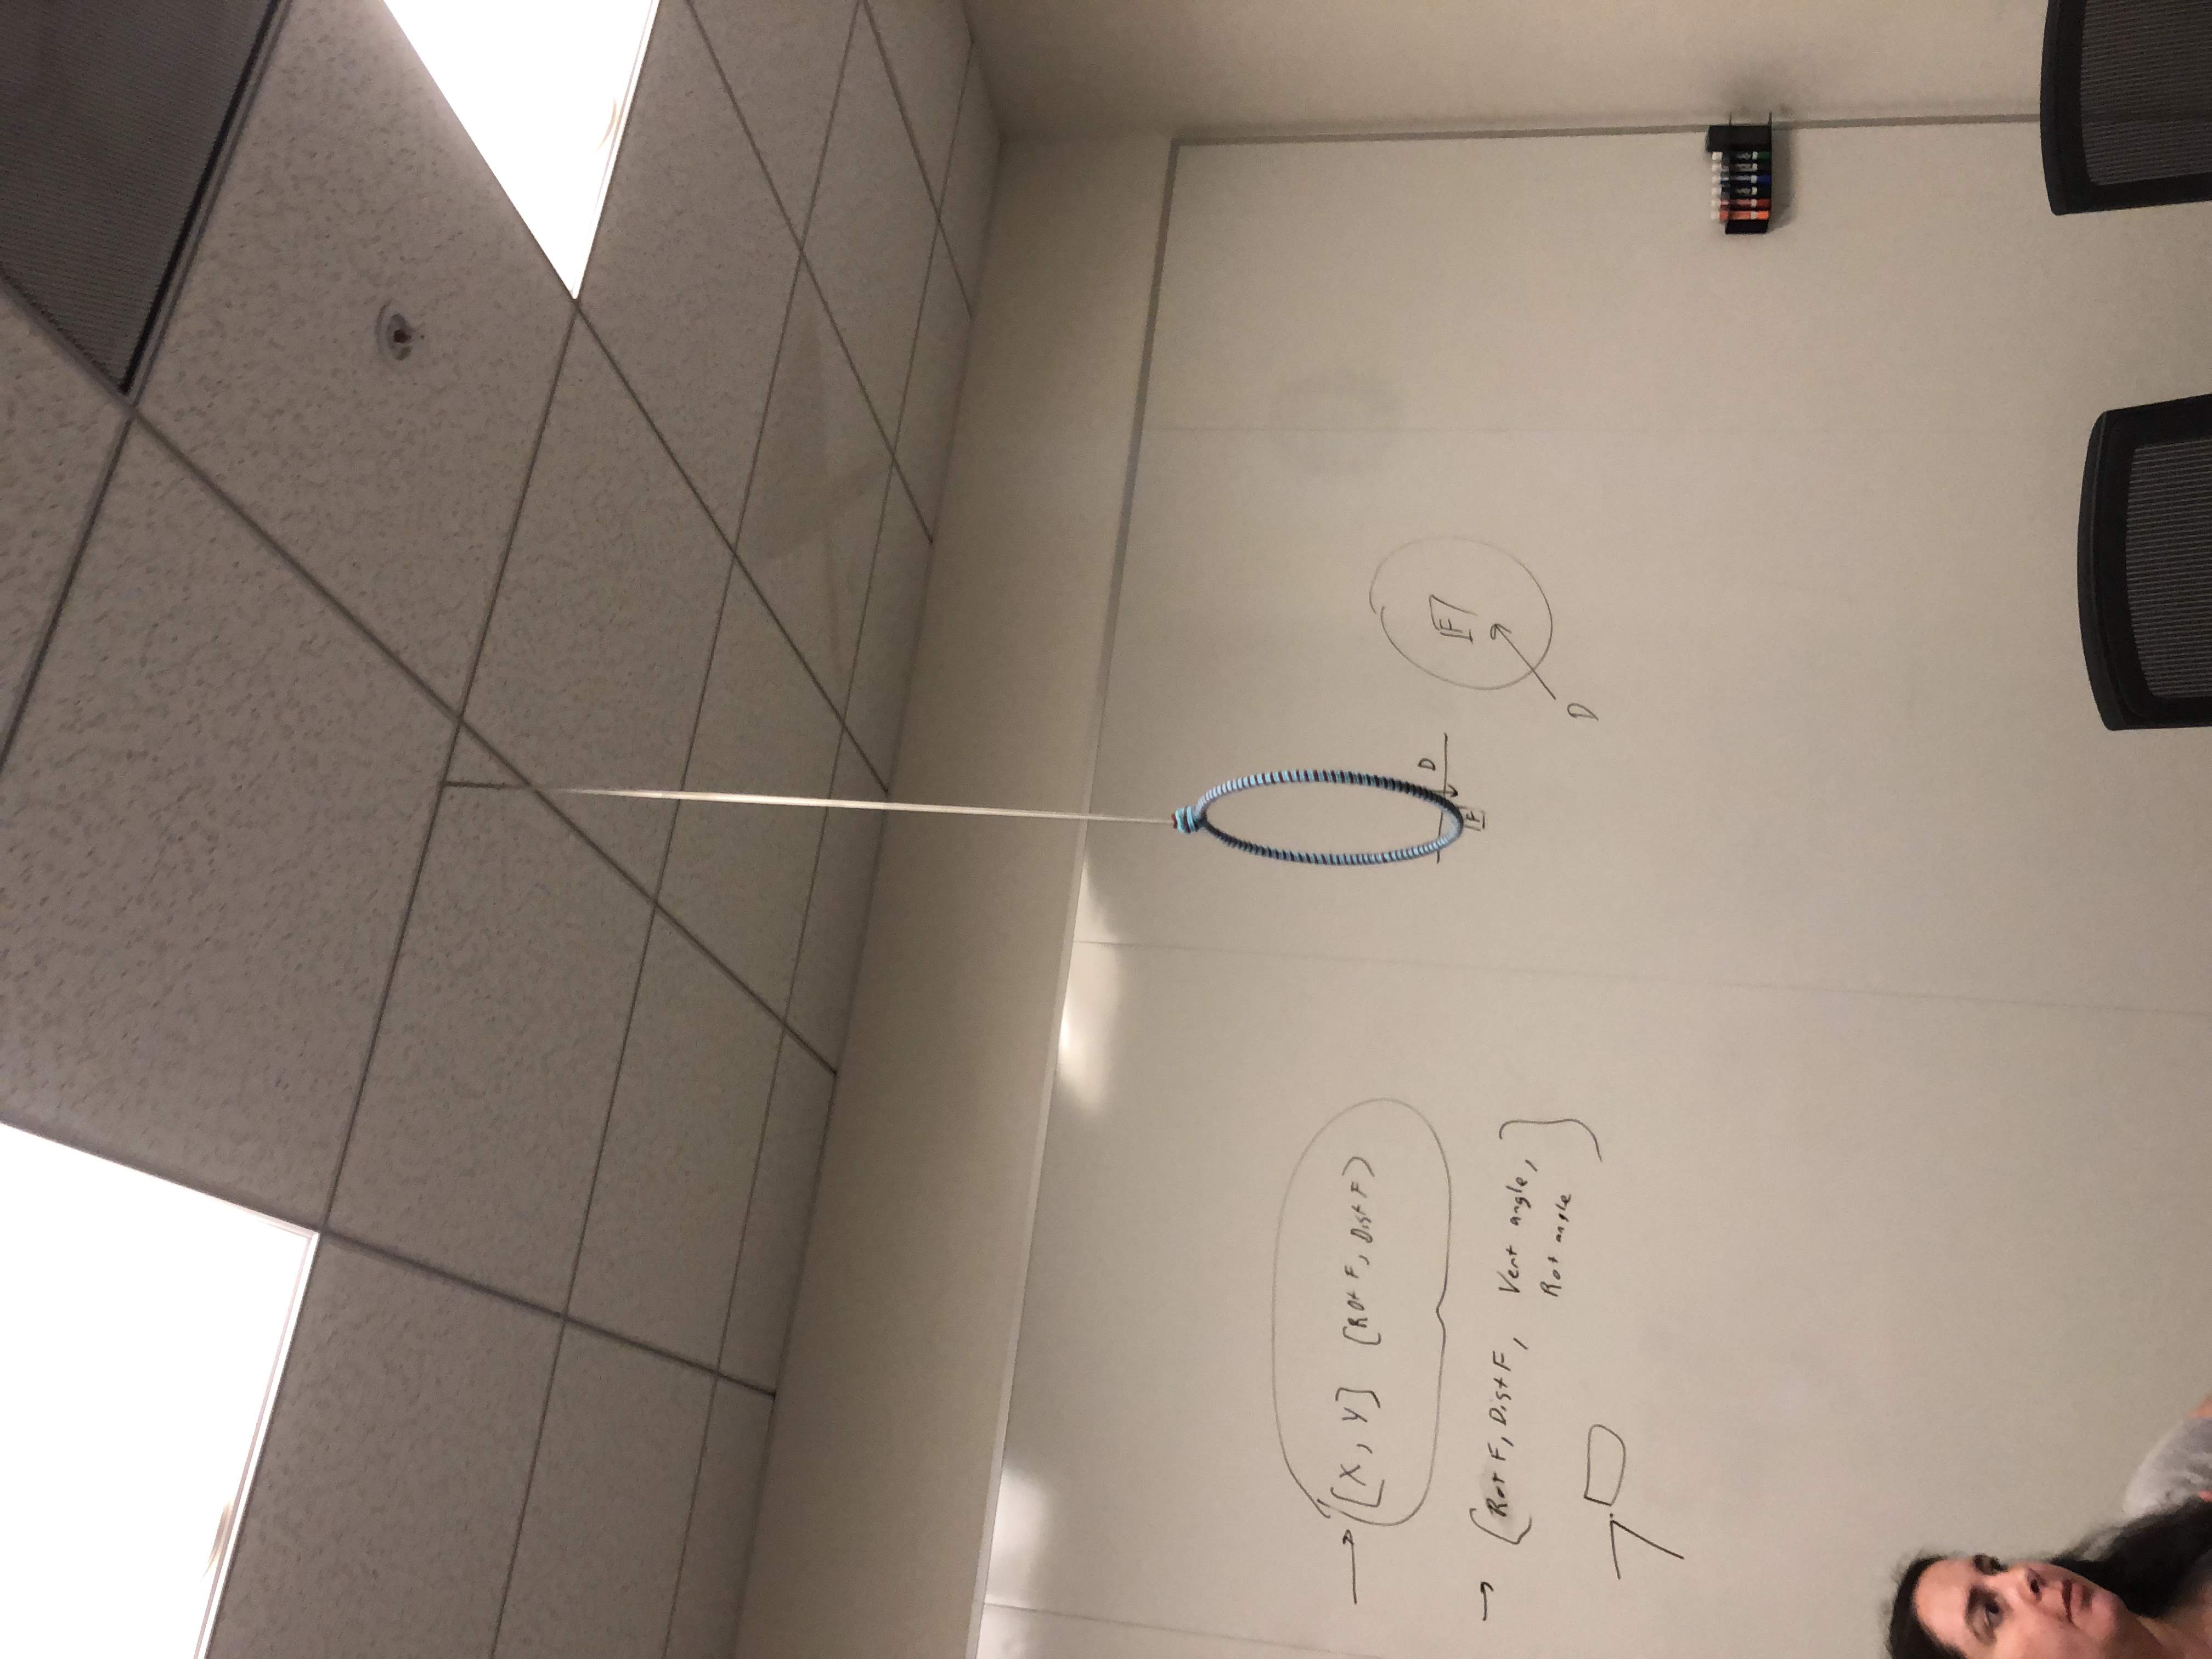 [X, Y] [Rot F, Dist F]
[Rot F, Dist F, Vert angle,
Rot angle]
D
F
F
D